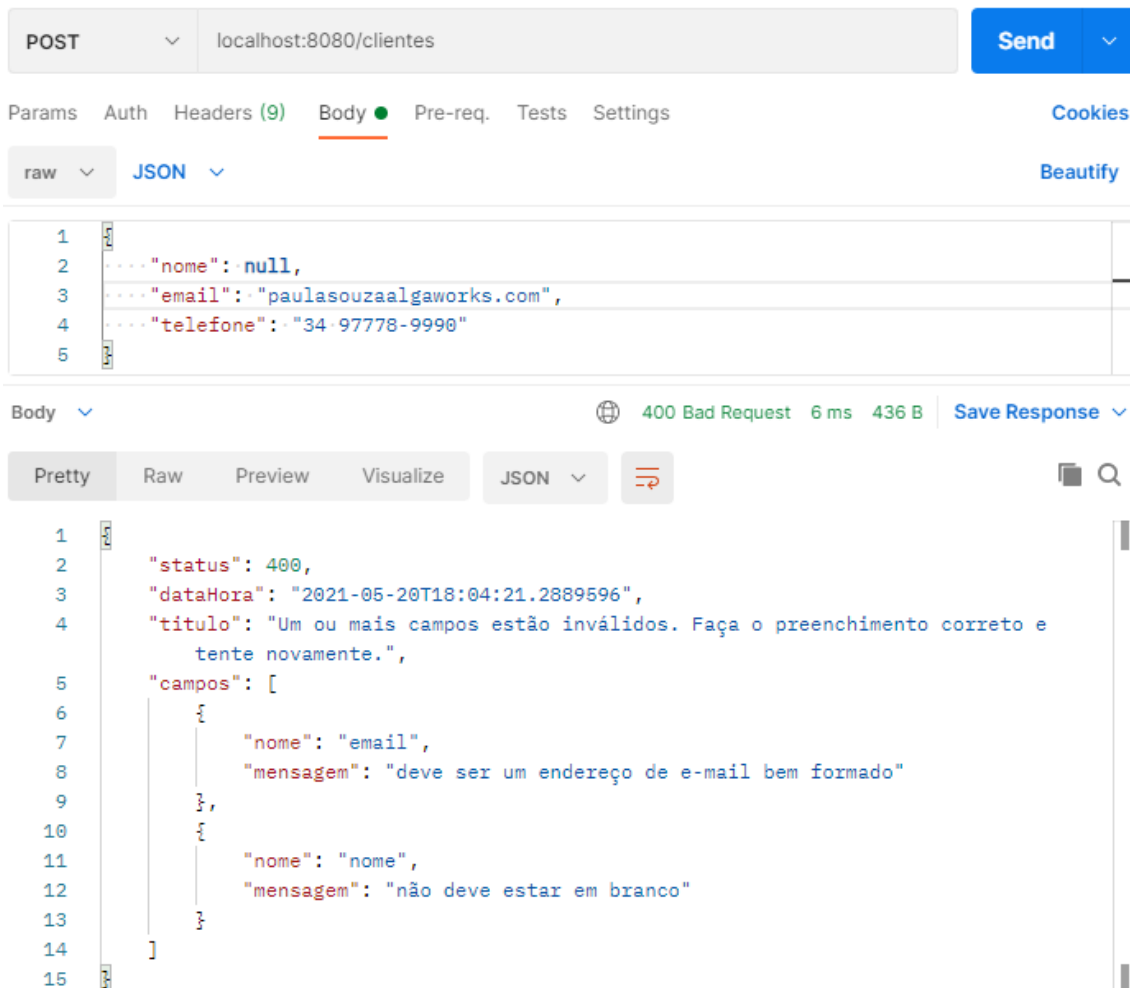 POST localhost:8080/clientes Send
Params Auth Headers (9) Body Pre-req. Tests Settings Cookies
raw JSON Beautify
1 {
2 "nome": null,
3 "email": "paulasouzaalgaworks.com",
4 "telefone": "34 97778-9990"
5 }
Body 400 Bad Request 6 ms 436 B Save Response
Pretty Raw Preview Visualize JSON
1 {
2 "status": 400,
3 "dataHora": "2021-05-20T18:04:21.2889596",
4 "titulo": "Um ou mais campos estão inválidos. Faça o preenchimento correto e
tente novamente.",
5 "campos": [
6 {
7 "nome": "email",
8 "mensagem": "deve ser um endereço de e-mail bem formado"
9 },
10 {
11 "nome": "nome",
12 "mensagem": "não deve estar em branco"
13 }
14 ]
15 }